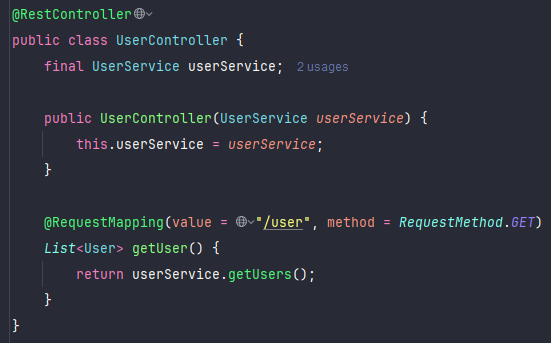 @RestController
public class UserController {
    final UserService userService; 2 usages

    public UserController(UserService userService) {
        this.userService = userService;
    }

    @RequestMapping(value = "/user", method = RequestMethod.GET)
    List<User> getUser() {
        return userService.getUsers();
    }
}